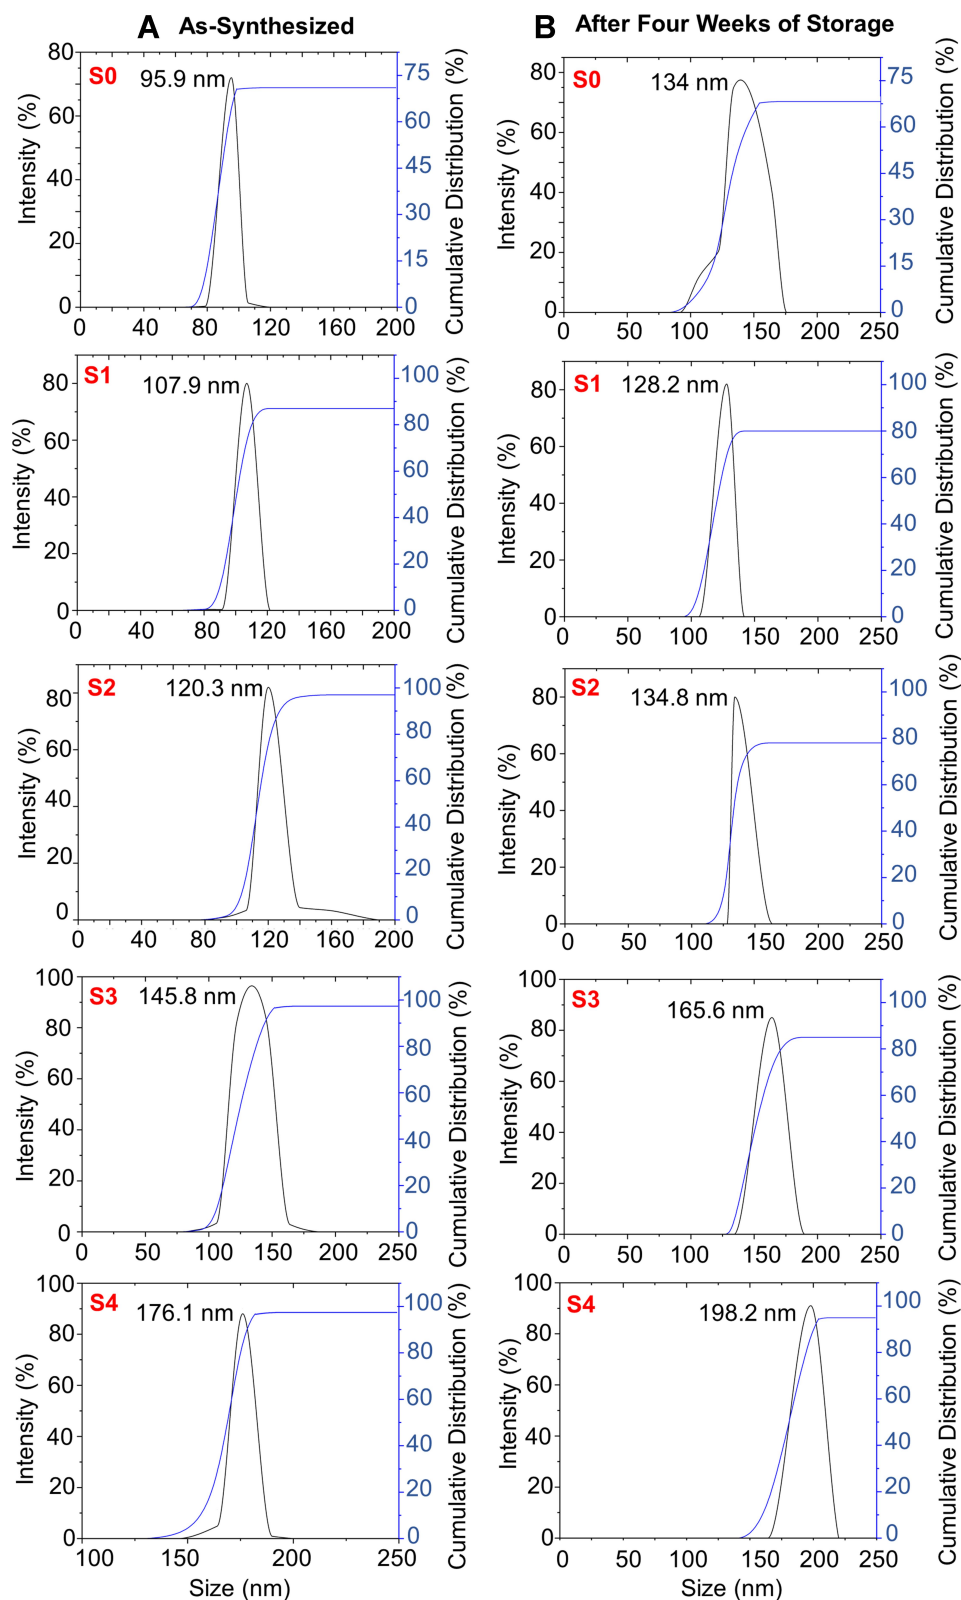 A As-Synthesized
B After Four Weeks of Storage
S0
95.9 nm
Intensity (%)
80
60
40
20
0
0 40 80 120 160 200
75
60
45
30
15
0
Cumulative Distribution (%)
S0
134 nm
Intensity (%)
80
60
40
20
0
0 50 100 150 200 250
75
60
45
30
15
0
Cumulative Distribution (%)
S1
107.9 nm
Intensity (%)
80
60
40
20
0
0 40 80 120 160 200
100
80
60
40
20
0
Cumulative Distribution (%)
S1
128.2 nm
Intensity (%)
80
60
40
20
0
0 50 100 150 200 250
100
80
60
40
20
0
Cumulative Distribution (%)
S2
120.3 nm
Intensity (%)
80
60
40
20
0
0 40 80 120 160 200
100
80
60
40
20
0
Cumulative Distribution (%)
S2
134.8 nm
Intensity (%)
80
60
40
20
0
0 50 100 150 200 250
100
80
60
40
20
0
Cumulative Distribution (%)
S3
145.8 nm
Intensity (%)
100
80
60
40
20
0
0 50 100 150 200 250
100
80
60
40
20
0
Cumulative Distribution (%)
S3
165.6 nm
Intensity (%)
100
80
60
40
20
0
0 50 100 150 200 250
100
80
60
40
20
0
Cumulative Distribution (%)
S4
176.1 nm
Intensity (%)
100
80
60
40
20
0
100 150 200 250
Size (nm)
100
80
60
40
20
0
Cumulative Distribution (%)
S4
198.2 nm
Intensity (%)
100
80
60
40
20
0
0 50 100 150 200 250
Size (nm)
100
80
60
40
20
0
Cumulative Distribution (%)